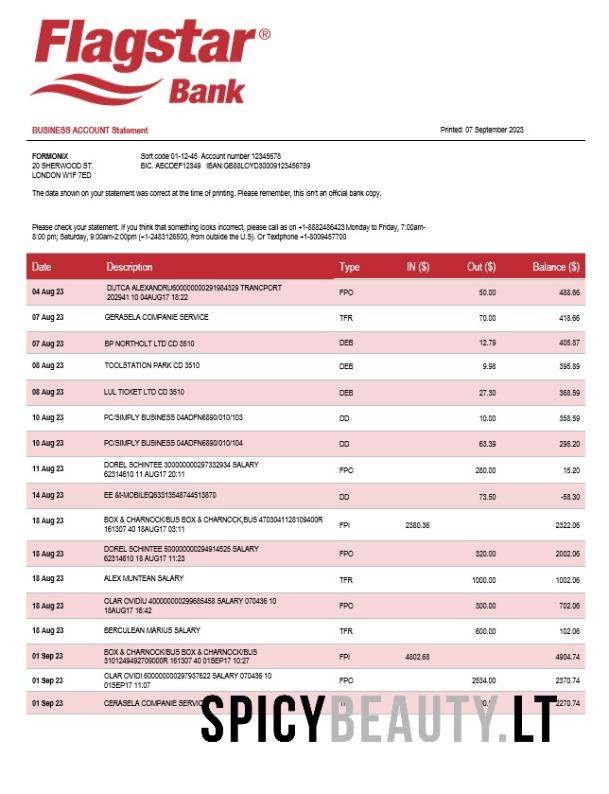 Flagstar®
Bank
BUSINESS ACCOUNT Statement Printed: 07 September 2023
FORMONIX Sort code 01-12-45 Account number 12345678
20 SHERWOOD ST. BIC. ABCDEF12349 IBAN:GB88LOYD30009123456789
LONDON W1F 7ED
The data shown on your statement was correct at the time of printing. Please remember, this isn't an official bank copy.
Please check your statement. If you think that something looks incorrect, please call as on +1-8882486423 Monday to Friday, 7:00am-
8:00 pm; Saturday, 9:00am-2:00pm (+1-2483126500, from outside the U.S). Or Textphone +1-8009457700
Date Description Type IN ($) Out ($) Balance ($)
04 Aug 23 DUTCA ALEXANDRU600000000291984329 TRANCPORT FPO 50.00 488.66
202941 10 04AUG17 18:22
07 Aug 23 GERASELA COMPANIE SERVICE TFR 70.00 418.66
07 Aug 23 BP NORTHOLT LTD CD 3510 DEB 12.79 405.87
08 Aug 23 TOOLSTATION PARK CD 3510 DEB 9.98 395.89
08 Aug 23 LUL TICKET LTD CD 3510 DEB 27.30 368.59
10 Aug 23 PC/SIMPLY BUSINESS 04ADFN6890/010/103 DD 10.00 358.59
10 Aug 23 PC/SIMPLY BUSINESS 04ADFN6890/010/104 DD 63.39 295.20
11 Aug 23 DOREL SCHINTEE 300000000297332934 SALARY FPO 280.00 15.20
62314610 11 AUG17 20:11
14 Aug 23 EE &t-MOBILEQ63313548744513870 DD 73.50 -58.30
18 Aug 23 BOX & CHARNOCK/BUS BOX & CHARNOCK,BUS 4703041128109400R FPI 2380.36 2322.06
161307 40 18AUG17 03:11
18 Aug 23 DOREL SCHINTEE 500000000294914525 SALARY FPO 320.00 2002.06
62314610 18 AUG17 11:23
18 Aug 23 ALEX MUNTEAN SALARY TFR 1000.00 1002.06
18 Aug 23 OLAR OVIDIU 400000000299685458 SALARY 070436 10 FPO 300.00 702.06
18AUG17 16:42
18 Aug 23 BERCULEAN MARIUS SALARY TFR 600.00 102.06
01 Sep 23 BOX & CHARNOCK/BUS BOX & CHARNOCK/BUS FPI 4802.68 4904.74
3101249492709000R 161307 40 01SEP17 10:27
01 Sep 23 OLAR OVIDI 600000000297937622 SALARY 070436 10 FPO 2534.00 2370.74
01SEP17 11:07
01 Sep 23 CERASELA COMPANIE 2270.74
SPICYBEAUTY.LT